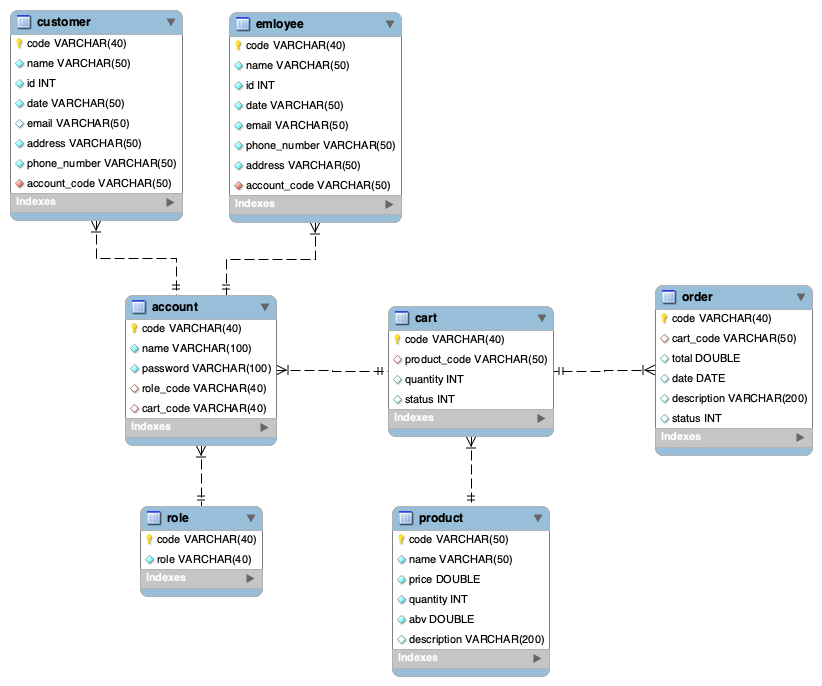 customer
code VARCHAR(40)
name VARCHAR(50)
id INT
date VARCHAR(50)
email VARCHAR(50)
address VARCHAR(50)
phone_number VARCHAR(50)
account_code VARCHAR(50)
Indexes
emloyee
code VARCHAR(40)
name VARCHAR(50)
id INT
date VARCHAR(50)
email VARCHAR(50)
phone_number VARCHAR(50)
address VARCHAR(50)
account_code VARCHAR(50)
Indexes
account
code VARCHAR(40)
name VARCHAR(100)
password VARCHAR(100)
role_code VARCHAR(40)
cart_code VARCHAR(40)
Indexes
cart
code VARCHAR(40)
product_code VARCHAR(50)
quantity INT
status INT
Indexes
order
code VARCHAR(40)
cart_code VARCHAR(50)
total DOUBLE
date DATE
description VARCHAR(200)
status INT
Indexes
role
code VARCHAR(40)
role VARCHAR(40)
Indexes
product
code VARCHAR(50)
name VARCHAR(50)
price DOUBLE
quantity INT
abv DOUBLE
description VARCHAR(200)
Indexes